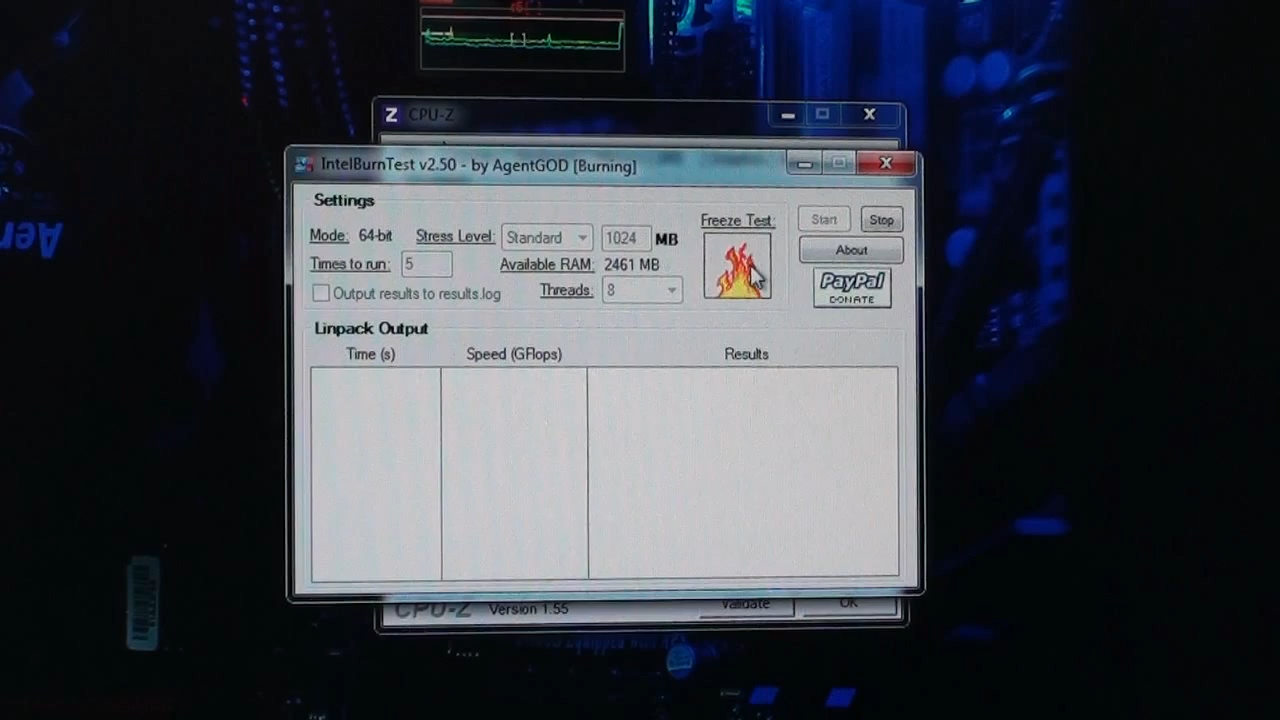 CPU-Z
IntelBurnTest v2.50 - by AgentGOD [Burning]
Settings
Mode: 64-bit Stress Level: Standard 1024 MB
Freeze Test:
Start Stop
Times to run: 5 Available RAM: 2461 MB
About
Output results to results.log Threads: 8
PayPal
DONATE
Linpack Output
Time (s) Speed (GFlops) Results
CPU-Z Version 1.55 Validate OK
Aer